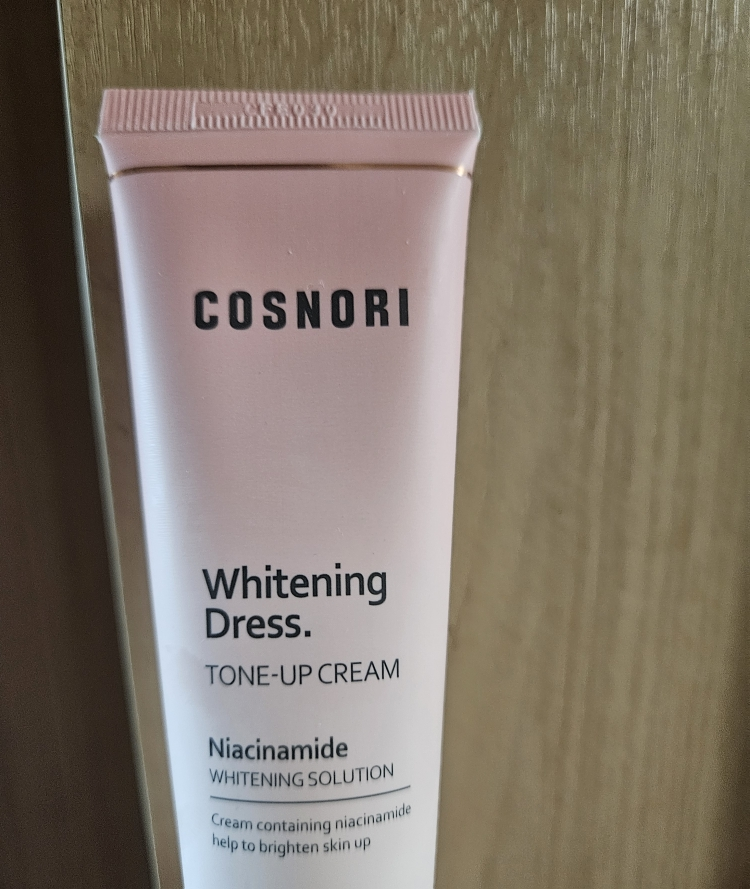 COSNORI
Whitening
Dress.
TONE-UP CREAM
Niacinamide
WHITENING SOLUTION
Cream containing niacinamide
help to brighten skin up